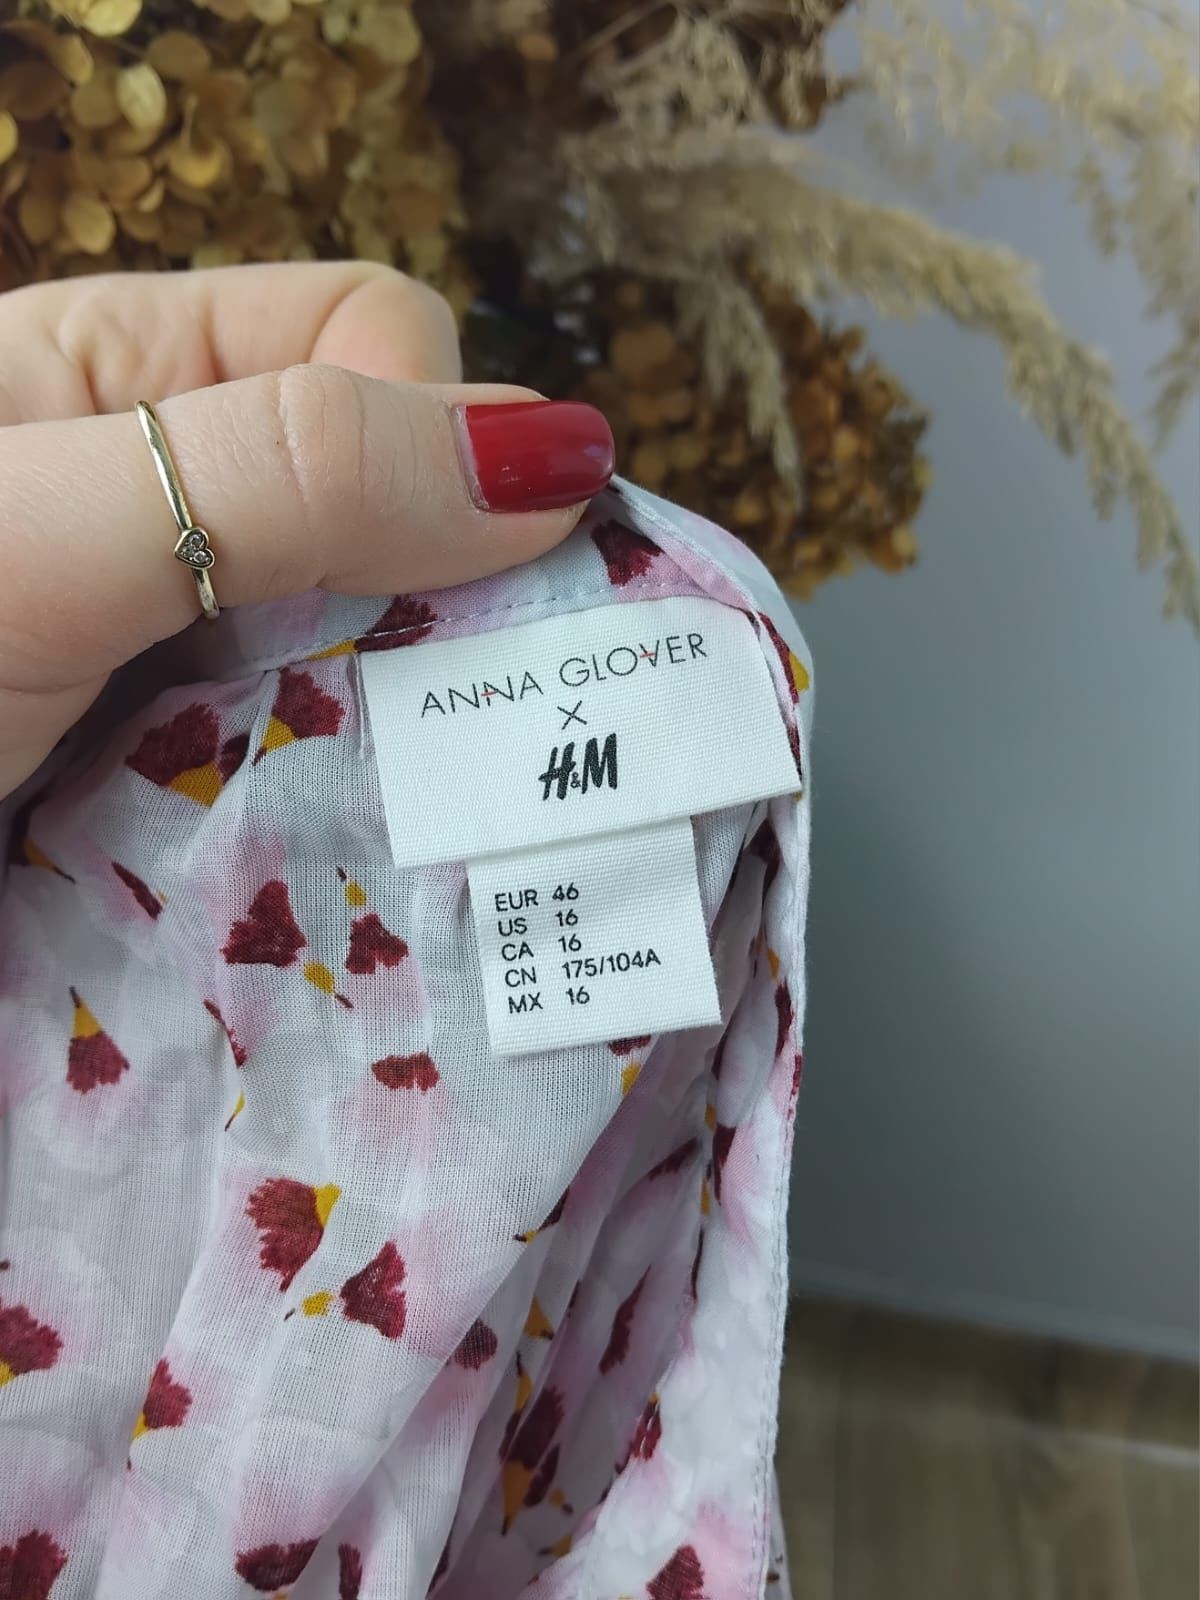 ANNA GLOVER
X
H&M
EUR 46
US 16
CA 16
CN 175/104A
MX 16